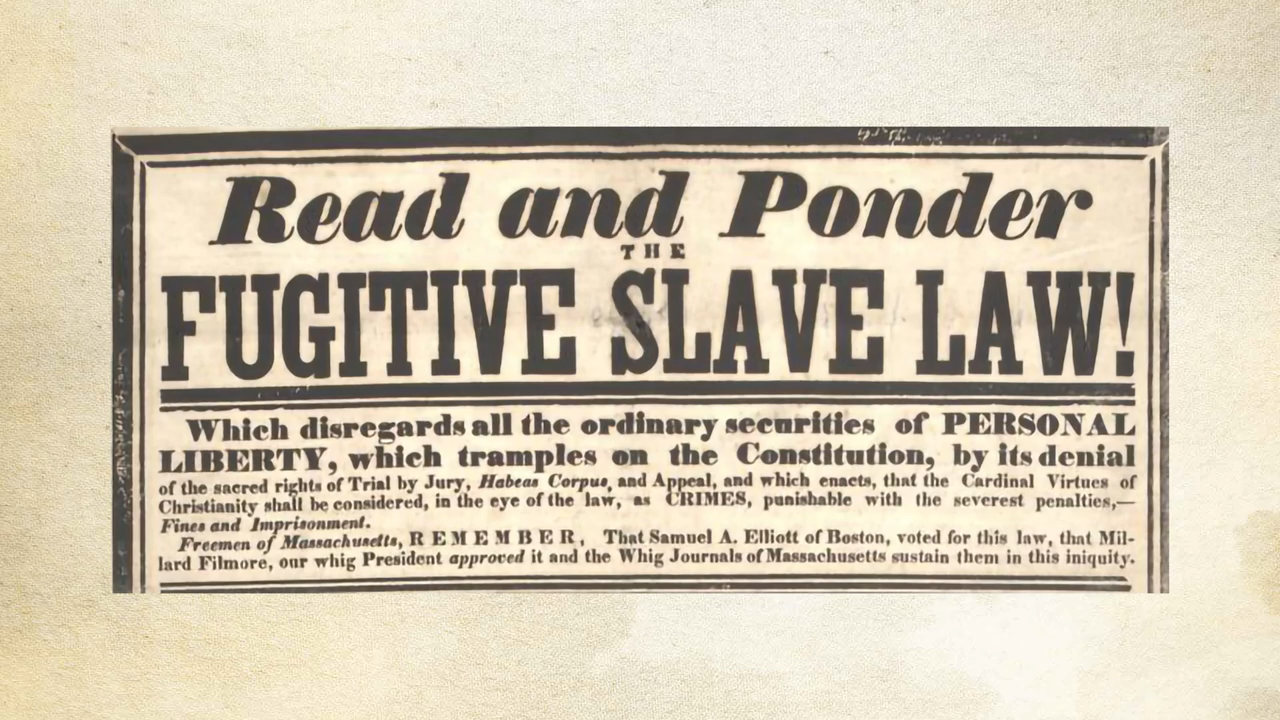 Read and Ponder
THE
FUGITIVE SLAVE LAW!
Which disregards all the ordinary securities of PERSONAL
LIBERTY, which tramples on the Constitution, by its denial
of the sacred rights of Trial by Jury, Habeas Corpus, and Appeal, and which enacts, that the Cardinal Virtues of
Christianity shall be considered, in the eye of the law, as CRIMES, punishable with the severest penalties,—
Fines and Imprisonment.
Freemen of Massachusetts, REMEMBER, That Samuel A. Elliott of Boston, voted for this law, that Mil-
lard Filmore, our whig President approved it and the Whig Journals of Massachusetts sustain them in this iniquity.